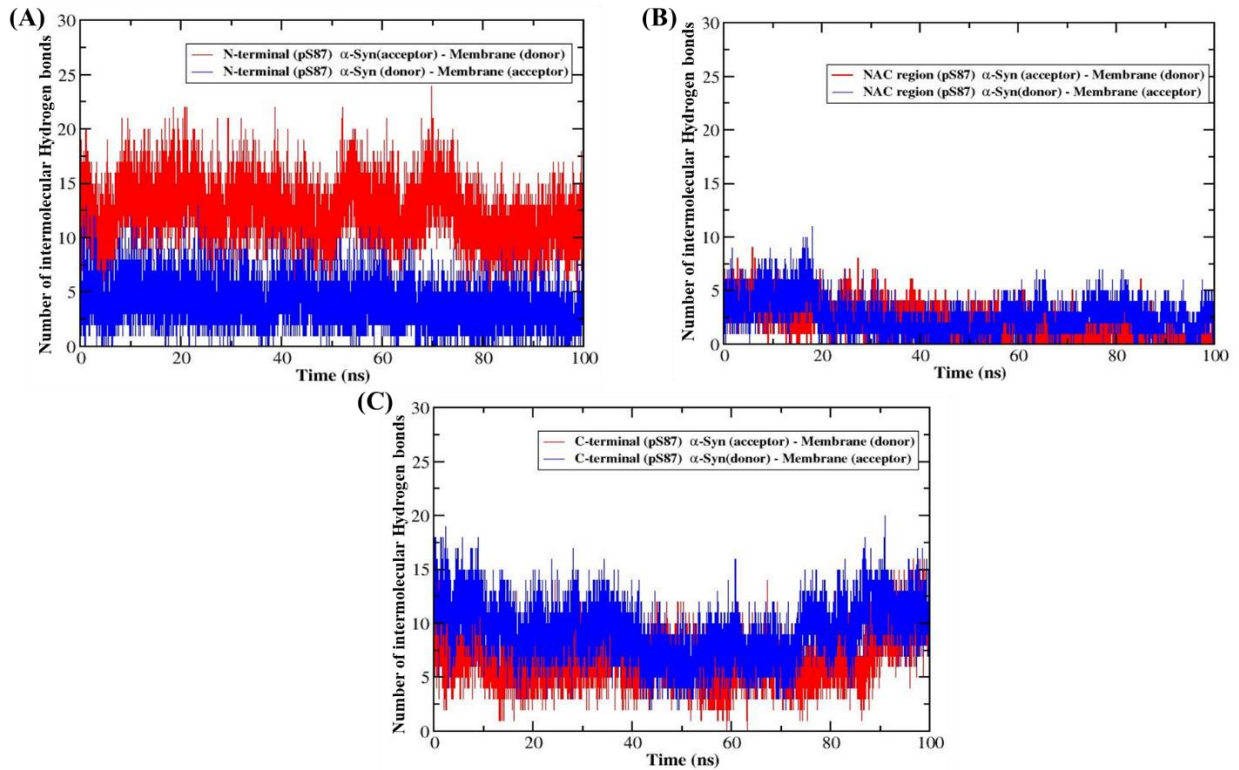 (A)
30
25
20
15
10
5
0
Number of intermolecular Hydrogen bonds
N-terminal (pS87) α-Syn(acceptor) - Membrane (donor)
N-terminal (pS87) α-Syn (donor) - Membrane (acceptor)
0 20 40 60 80 100
Time (ns)
(B)
30
25
20
15
10
5
0
Number of intermolecular Hydrogen bonds
NAC region (pS87) α-Syn (acceptor) - Membrane (donor)
NAC region (pS87) α-Syn(donor) - Membrane (acceptor)
0 20 40 60 80 100
Time (ns)
(C)
30
25
20
15
10
5
0
Number of intermolecular Hydrogen bonds
C-terminal (pS87) α-Syn (acceptor) - Membrane (donor)
C-terminal (pS87) α-Syn(donor) - Membrane (acceptor)
0 20 40 60 80 100
Time (ns)